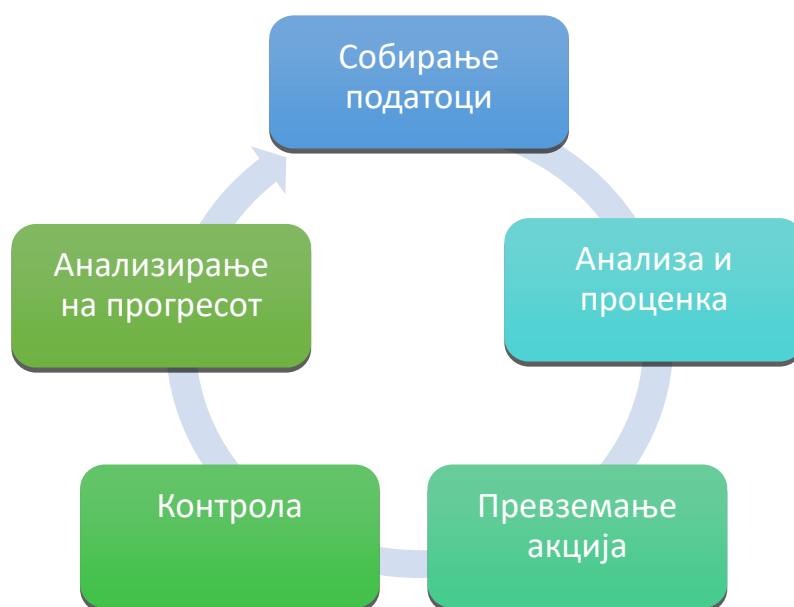 Собирање
податоци
Анализа и
проценка
Превземање
акција
Контрола
Анализирање
на прогресот